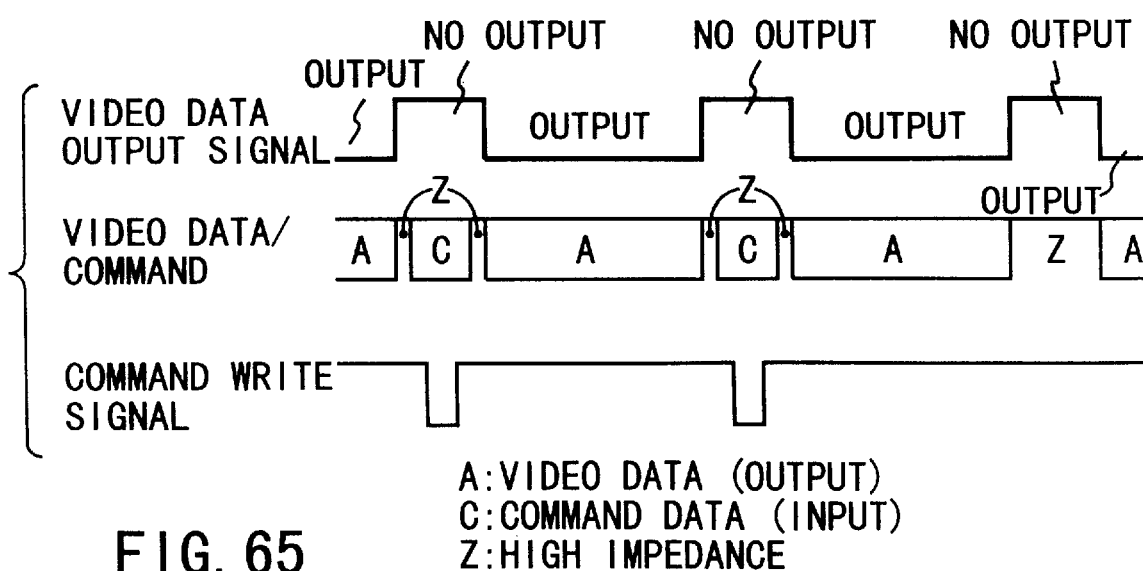 NO OUTPUT NO OUTPUT NO OUTPUT
OUTPUT
VIDEO DATA
OUTPUT SIGNAL
OUTPUT OUTPUT
OUTPUT
Z Z
VIDEO DATA/
COMMAND
A C A C A Z A
COMMAND WRITE
SIGNAL
A:VIDEO DATA (OUTPUT)
C:COMMAND DATA (INPUT)
Z:HIGH IMPEDANCE
FIG. 65